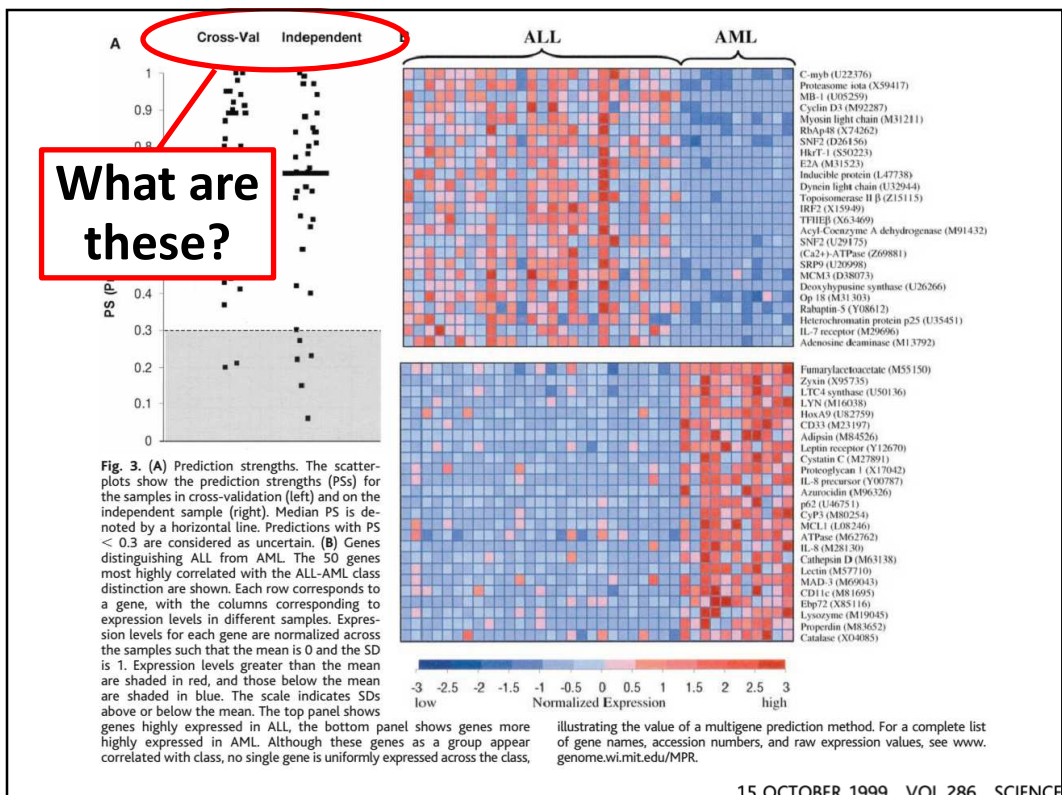 A
Cross-Val Independent
ALL
AML
1
0.9
0.8
0.4
0.3
0.2
0.1
0
PS (P
What are
these?
C-myb (U22376)
Proteasome iota (X59417)
MB-1 (U05259)
Cyclin D3 (M92287)
Myosin light chain (M31211)
RbAp48 (X74262)
SNF2 (D26156)
HkrT-1 (S50223)
E2A (M31523)
Inducible protein (L47738)
Dynein light chain (U32944)
Topoisomerase II β (Z15115)
IRF2 (X15949)
TFIIEβ (X63469)
Acyl-Coenzyme A dehydrogenase (M91432)
SNF2 (U29175)
(Ca2+)-ATPase (Z69881)
SRP9 (U20998)
MCM3 (D38073)
Deoxyhypusine synthase (U26266)
Op 18 (M31303)
Rabaptin-5 (Y08612)
Heterochromatin protein p25 (U35451)
IL-7 receptor (M29696)
Adenosine deaminase (M13792)
Fumarylacetoacetate (M55150)
Zyxin (X95735)
LTC4 synthase (U50136)
LYN (M16038)
HoxA9 (U82759)
CD33 (M23197)
Adipsin (M84526)
Leptin receptor (Y12670)
Cystatin C (M27891)
Proteoglycan 1 (X17042)
IL-8 precursor (Y00787)
Azurocidin (M96326)
p62 (U46751)
CyP3 (M80254)
MCL1 (L08246)
ATPase (M62762)
IL-8 (M28130)
Cathepsin D (M63138)
Lectin (M57710)
MAD-3 (M69043)
CD11c (M81695)
Ebp72 (X85116)
Lysozyme (M19045)
Properdin (M83652)
Catalase (X04085)
-3 -2.5 -2 -1.5 -1 -0.5 0 0.5 1 1.5 2 2.5 3
low Normalized Expression high
Fig. 3. (A) Prediction strengths. The scatter-
plots show the prediction strengths (PSs) for
the samples in cross-validation (left) and on the
independent sample (right). Median PS is de-
noted by a horizontal line. Predictions with PS
< 0.3 are considered as uncertain. (B) Genes
distinguishing ALL from AML. The 50 genes
most highly correlated with the ALL-AML class
distinction are shown. Each row corresponds to
a gene, with the columns corresponding to
expression levels in different samples. Expres-
sion levels for each gene are normalized across
the samples such that the mean is 0 and the SD
is 1. Expression levels greater than the mean
are shaded in red, and those below the mean
are shaded in blue. The scale indicates SDs
above or below the mean. The top panel shows
genes highly expressed in ALL, the bottom panel shows genes more
highly expressed in AML. Although these genes as a group appear
correlated with class, no single gene is uniformly expressed across the class,
illustrating the value of a multigene prediction method. For a complete list
of gene names, accession numbers, and raw expression values, see www.
genome.wi.mit.edu/MPR.
15 OCTOBER 1999 VOL 286 SCIENCE